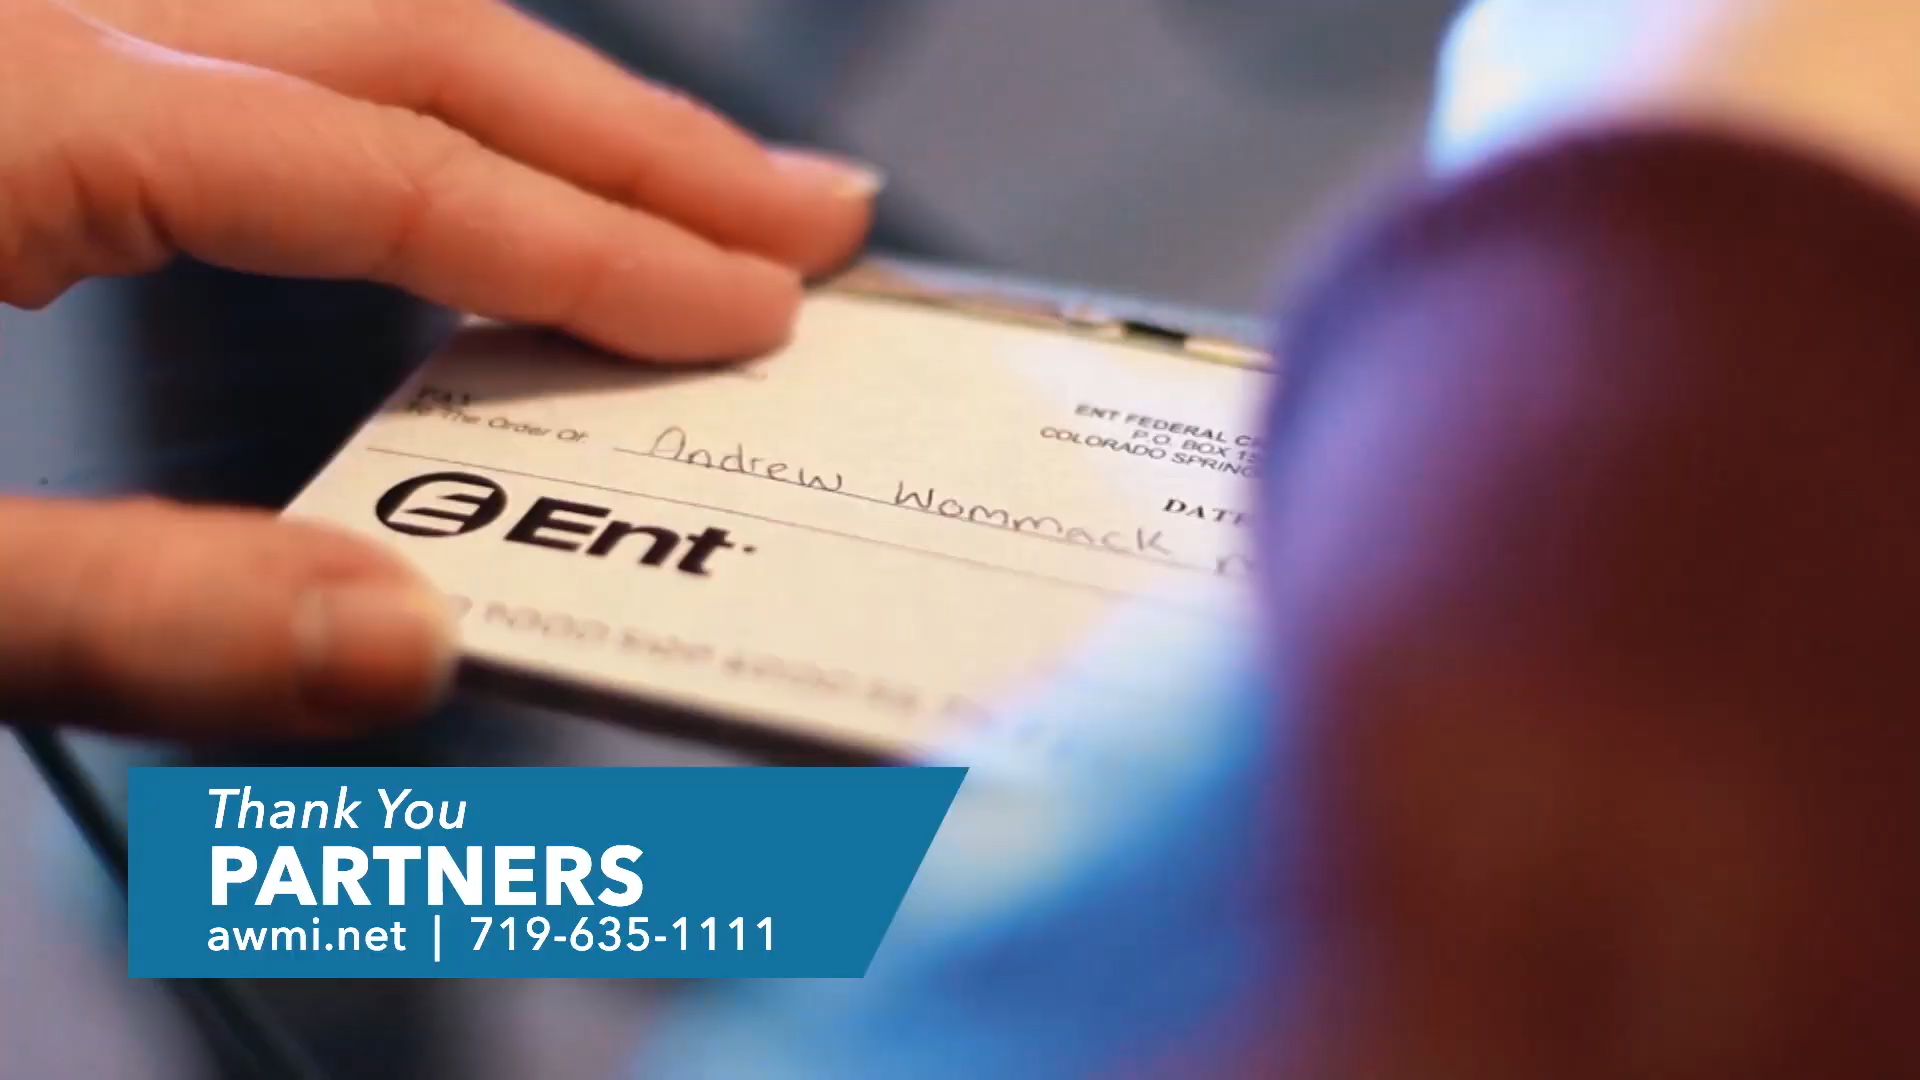 ENT FEDERAL
P.O. BOX
COLORADO
DATE
To The Order Of Andrew Wommack
Ent
Thank You
PARTNERS
awmi.net | 719-635-1111